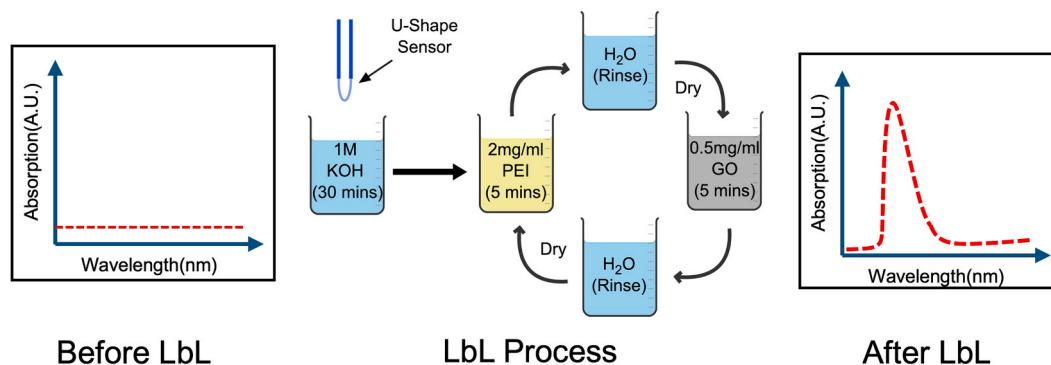 Absorption(A.U.)
Wavelength(nm)
Before LbL
U-Shape
Sensor
1M
KOH
(30 mins)
2mg/ml
PEI
(5 mins)
H₂O
(Rinse)
Dry
0.5mg/ml
GO
(5 mins)
H₂O
(Rinse)
Dry
LbL Process
Absorption(A.U.)
Wavelength(nm)
After LbL